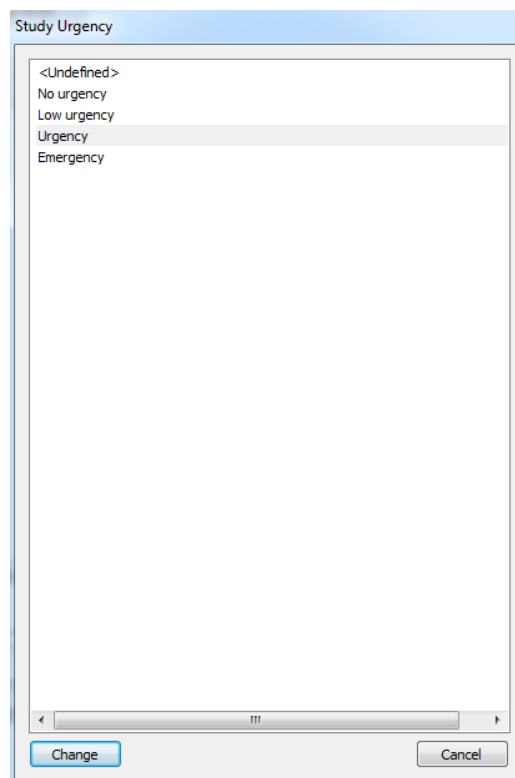 Study Urgency
<Undefined>
No urgency
Low urgency
Urgency
Emergency
Change
Cancel